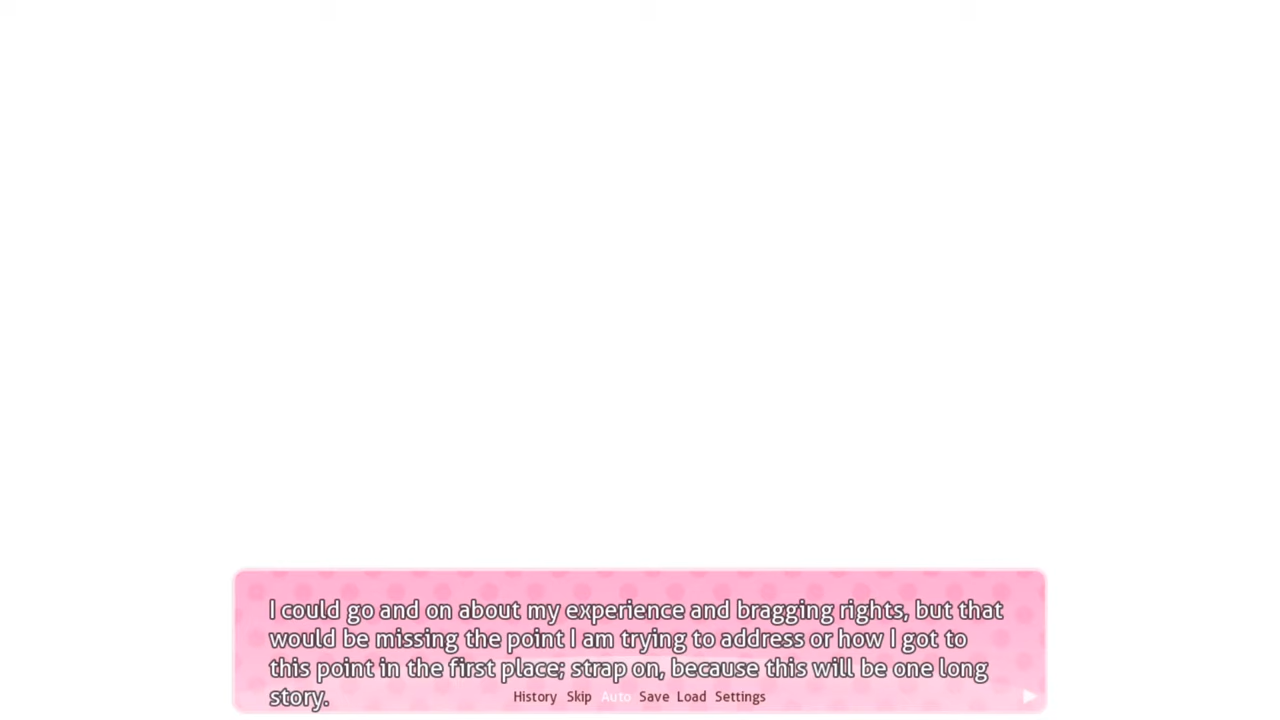 I could go and on about my experience and bragging rights, but that
would be missing the point I am trying to address or how I got to
this point in the first place; strap on, because this will be one long
story.
History Skip Auto Save Load Settings